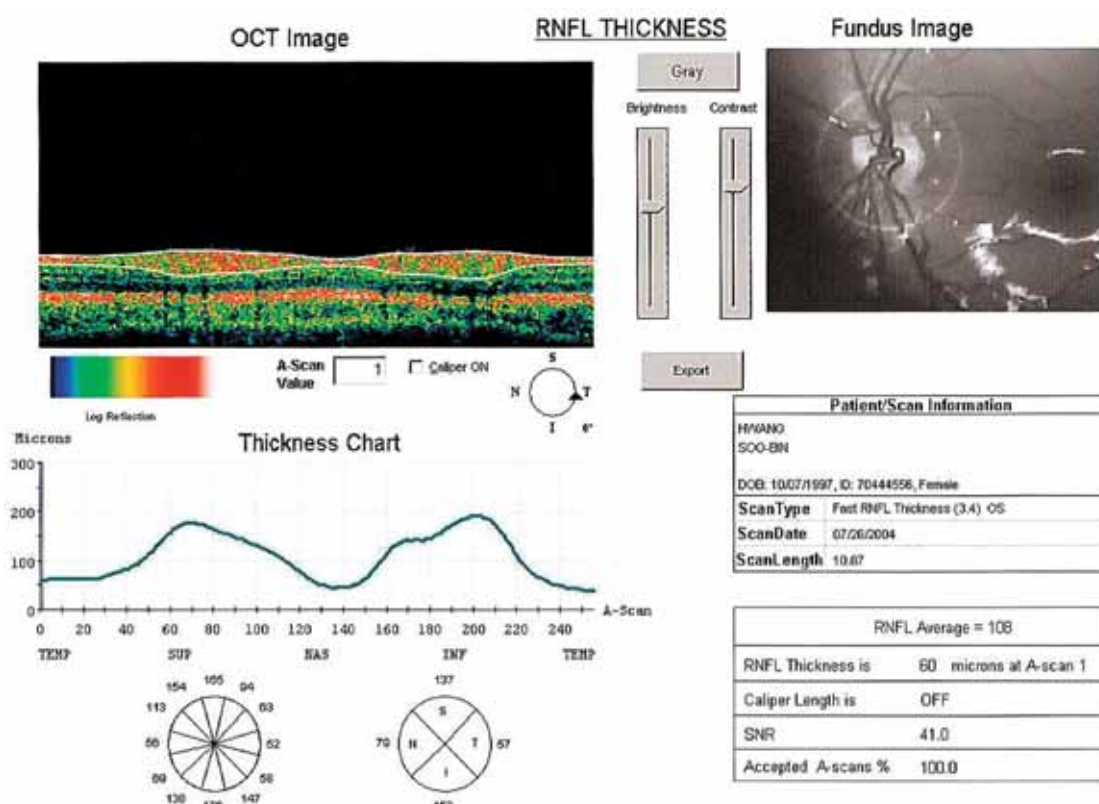 RNFL THICKNESS
OCT Image
Fundus Image
Gray
Brightness Contrast
A-Scan Value 1
Caliper ON
S
N T
I 0°
Export
Log Reflection
Microns
Thickness Chart
300
200
100
0
A-Scan
0 20 40 60 80 100 120 140 160 180 200 220 240
TEMP SUP NAS INF TEMP
154 94
113 63
56 52
58
147
137
S
79 N T 57
I
Patient/Scan Information
HWANG
SOO-BIN
DOB: 10/07/1997, ID: 70444556, Female
ScanType Fast RNFL Thickness (3.4) OS
ScanDate 07/26/2004
ScanLength 10.87
RNFL Average = 108
RNFL Thickness is 60 microns at A-scan 1
Caliper Length is OFF
SNR 41.0
Accepted A-scans % 100.0